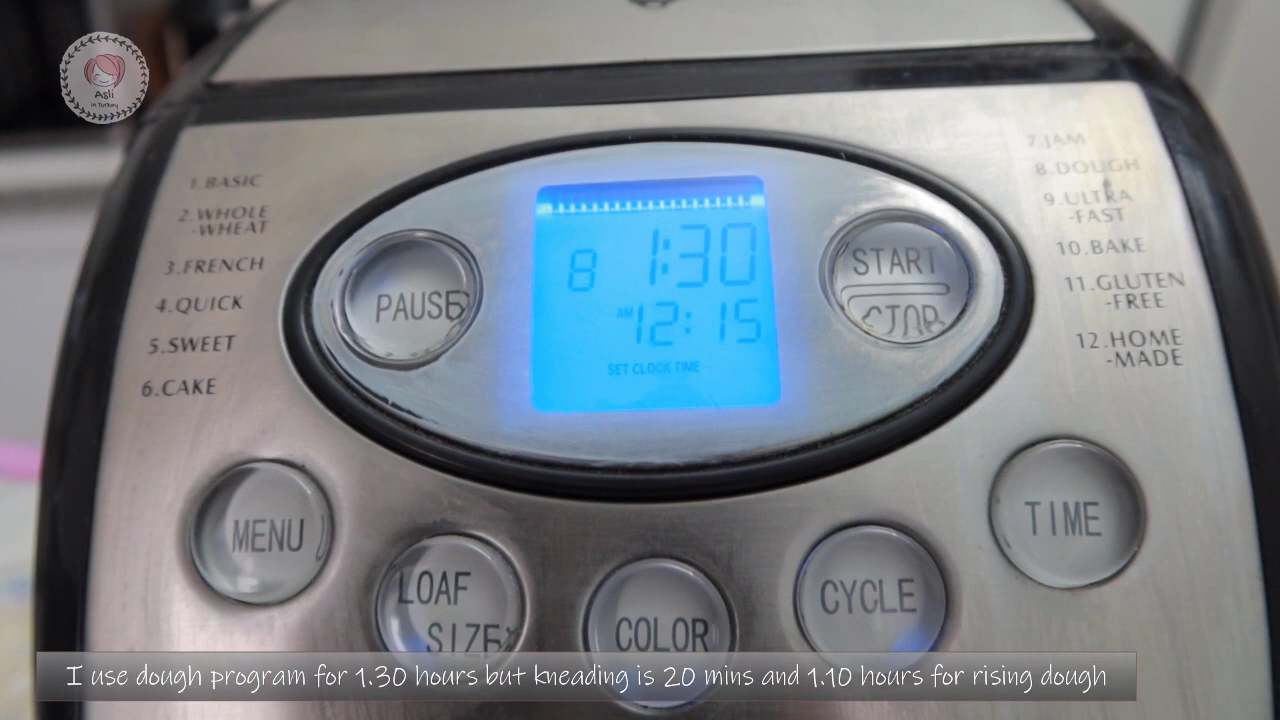 Asli
in Turkey
1.BASIC
2.WHOLE
-WHEAT
3.FRENCH
4.QUICK
5.SWEET
6.CAKE
PAUSE
8 1:30
AM 12:15
SET CLOCK TIME
START
STOP
7.JAM
8.DOUGH
9.ULTRA
-FAST
10.BAKE
11.GLUTEN
-FREE
12.HOME
-MADE
MENU
LOAF
SIZE
COLOR
CYCLE
TIME
I use dough program for 1.30 hours but kneading is 20 mins and 1.10 hours for rising dough